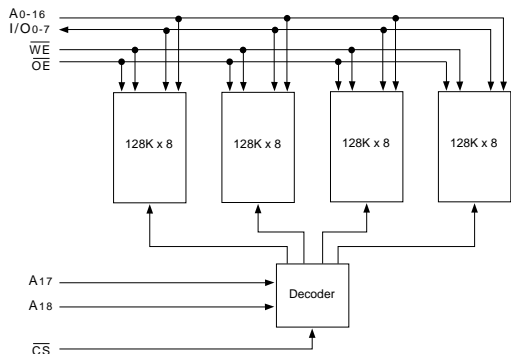 A0-16
I/O0-7
WE
OE
128K x 8
128K x 8
128K x 8
128K x 8
A17
Decoder
A18
CS